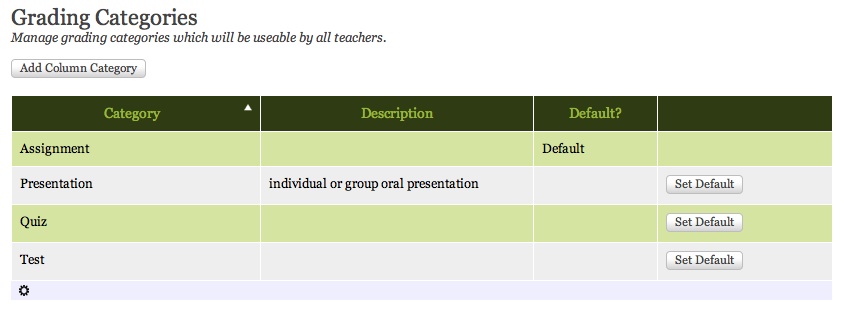 Grading Categories
Manage grading categories which will be useable by all teachers.
Add Column Category
Category Description Default?
Assignment Default
Presentation individual or group oral presentation Set Default
Quiz Set Default
Test Set Default